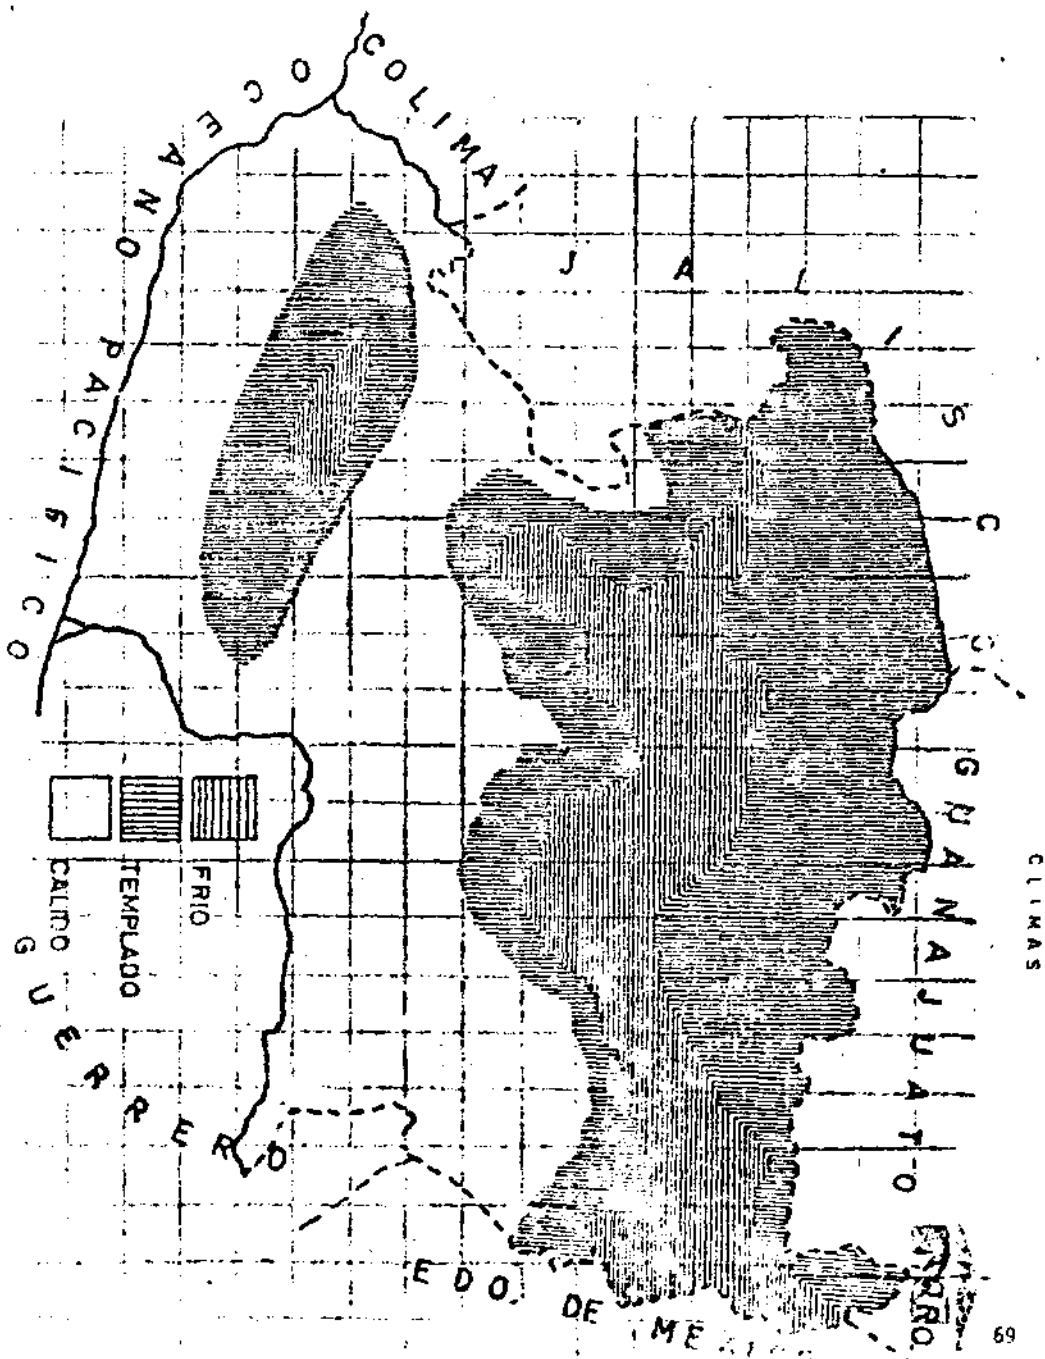 CLIMAS
COLIMA
OCEANO PACIFICO
JALISCO
GUANAJUATO
EDO. DE
GUERRERO
FRIO
TEMPLADO
CALIDO
69